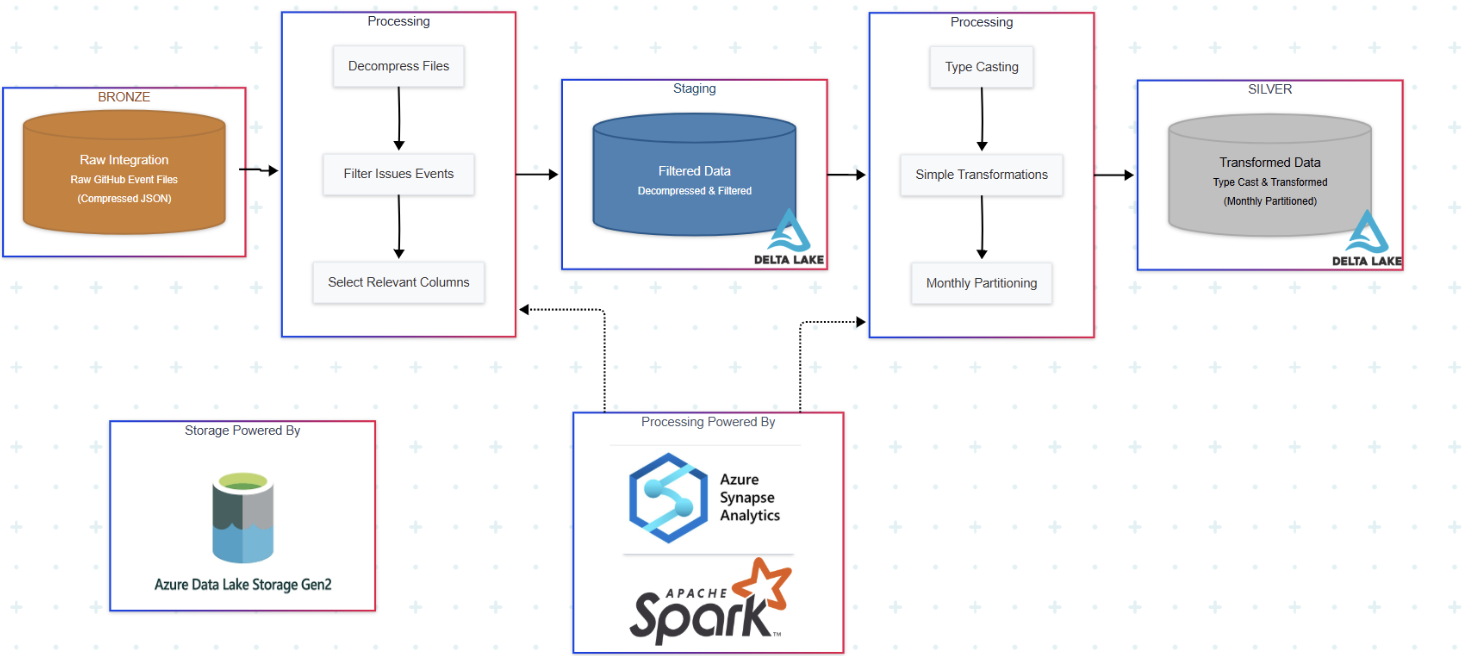 BRONZE
Raw Integration
Raw GitHub Event Files
(Compressed JSON)
Processing
Decompress Files
Filter Issues Events
Select Relevant Columns
Staging
Filtered Data
Decompressed & Filtered
DELTA LAKE
Processing
Type Casting
Simple Transformations
Monthly Partitioning
SILVER
Transformed Data
Type Cast & Transformed
(Monthly Partitioned)
DELTA LAKE
Storage Powered By
Azure Data Lake Storage Gen2
Processing Powered By
Azure
Synapse
Analytics
APACHE
Spark™